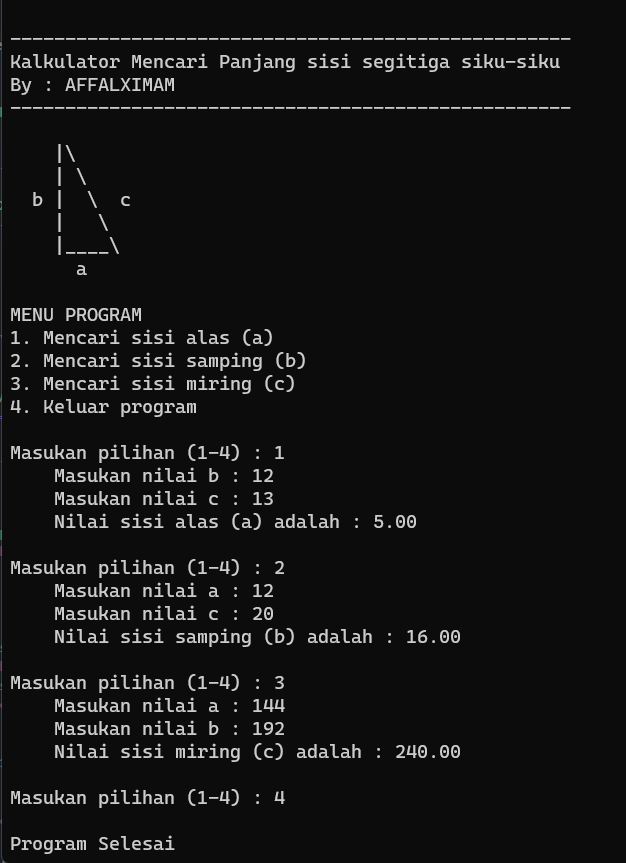 ---------------------------------------------------
Kalkulator Mencari Panjang sisi segitiga siku-siku
By : AFFALXIMAM
---------------------------------------------------

    |\
    | \
  b |  \  c
    |   \
    |____\
      a

MENU PROGRAM
1. Mencari sisi alas (a)
2. Mencari sisi samping (b)
3. Mencari sisi miring (c)
4. Keluar program

Masukan pilihan (1-4) : 1
    Masukan nilai b : 12
    Masukan nilai c : 13
    Nilai sisi alas (a) adalah : 5.00

Masukan pilihan (1-4) : 2
    Masukan nilai a : 12
    Masukan nilai c : 20
    Nilai sisi samping (b) adalah : 16.00

Masukan pilihan (1-4) : 3
    Masukan nilai a : 144
    Masukan nilai b : 192
    Nilai sisi miring (c) adalah : 240.00

Masukan pilihan (1-4) : 4

Program Selesai